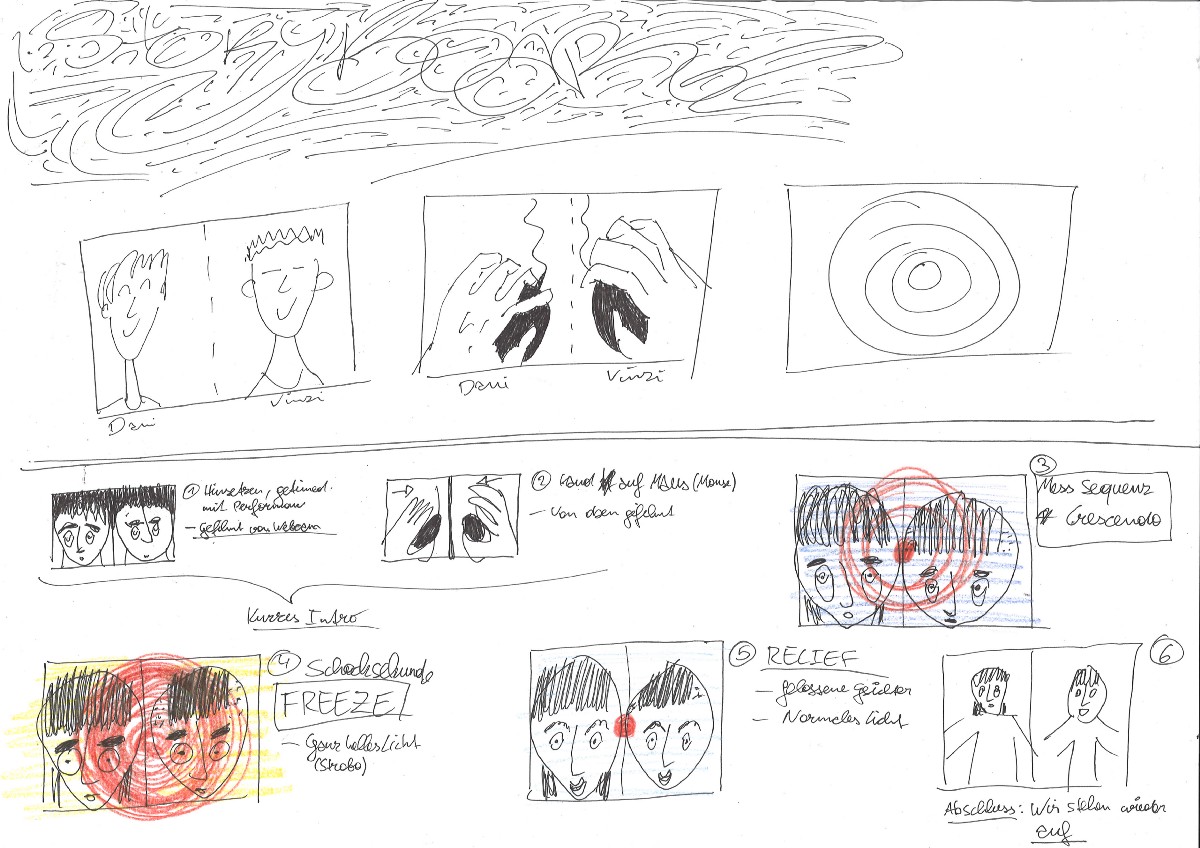 Storyboard
Dani
Vinzi
Dani
Vinzi
① Hinsetzen, getimed.
mit Performance
– Gefilmt von Webcam
② Hand auf Maus (Mouse)
– Von oben gefilmt
Kurzes Intro
③
Mess Sequenz
Crescendo
④ Schocksekunde
FREEZE
– Ganz helles Licht
(Strobo)
⑤ RELIEF
– gelassene Gesichter
– Normales Licht
⑥
Abschluss: Wir stehen wieder
auf